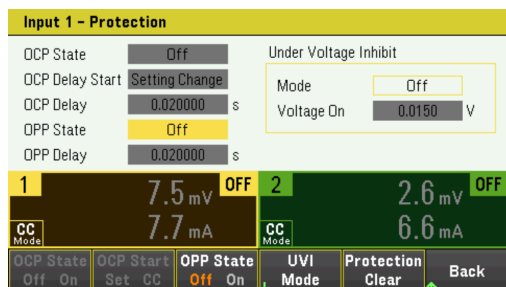 Input 1 – Protection
OCP State Off
OCP Delay Start Setting Change
OCP Delay 0.020000 s
OPP State Off
OPP Delay 0.020000 s
Under Voltage Inhibit
Mode Off
Voltage On 0.0150 V
1 7.5 mV OFF
CC Mode 7.7 mA
2 2.6 mV OFF
CC Mode 6.6 mA
OCP State Off On
OCP Start Set CC
OPP State Off On
UVI Mode
Protection Clear
Back